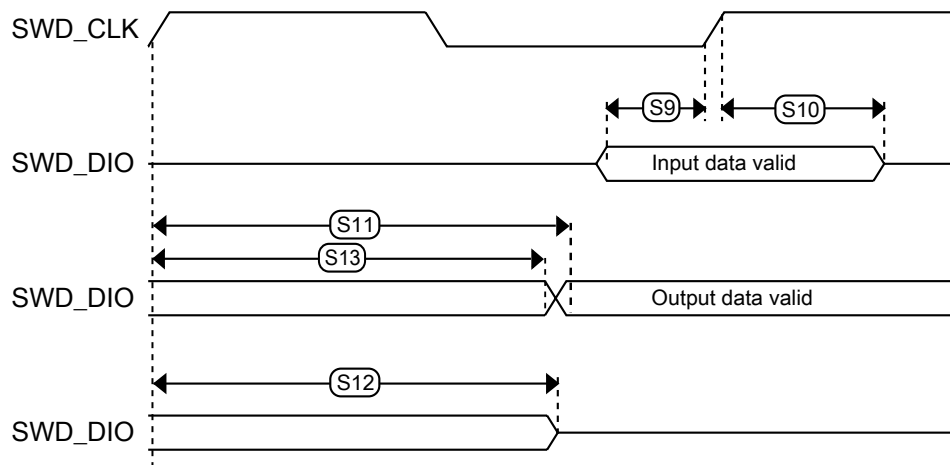 SWD_CLK
S9
S10
SWD_DIO
Input data valid
S11
S13
SWD_DIO
Output data valid
S12
SWD_DIO